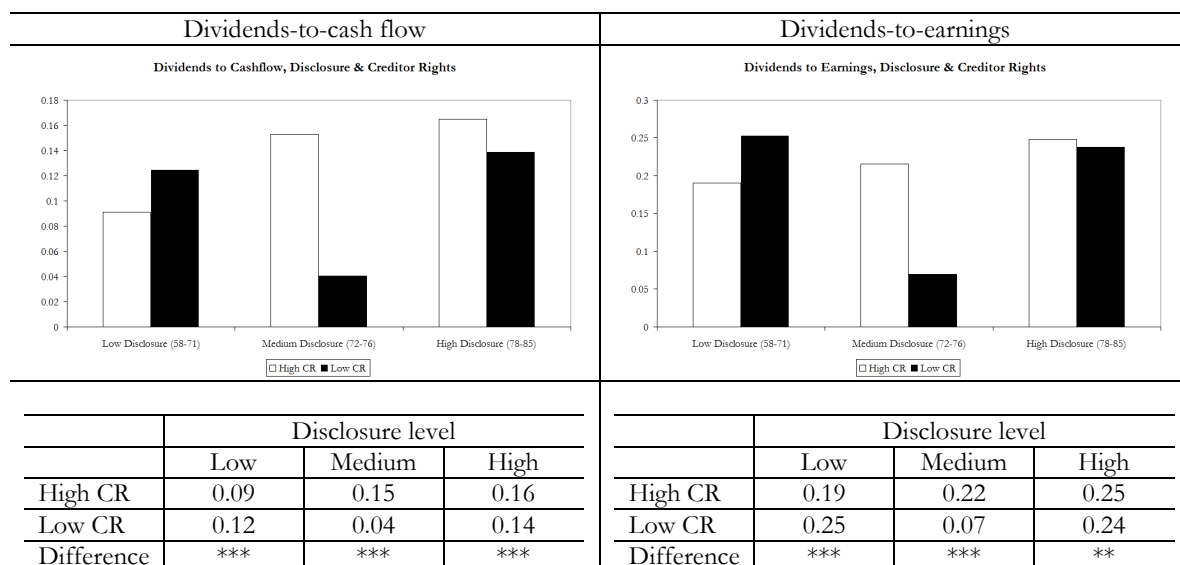 Dividends-to-cash flow
Dividends to Cashflow, Disclosure & Creditor Rights
0.18
0.16
0.14
0.12
0.1
0.08
0.06
0.04
0.02
0
Low Disclosure (58-71) Medium Disclosure (72-76) High Disclosure (78-85)
High CR Low CR
Disclosure level
Low Medium High
High CR 0.09 0.15 0.16
Low CR 0.12 0.04 0.14
Difference *** *** ***
Dividends-to-earnings
Dividends to Earnings, Disclosure & Creditor Rights
0.3
0.25
0.2
0.15
0.1
0.05
0
Low Disclosure (58-71) Medium Disclosure (72-76) High Disclosure (78-85)
High CR Low CR
Disclosure level
Low Medium High
High CR 0.19 0.22 0.25
Low CR 0.25 0.07 0.24
Difference *** *** **